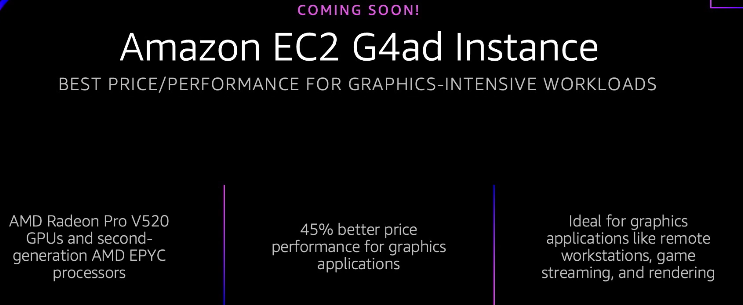 COMING SOON!
Amazon EC2 G4ad Instance
BEST PRICE/PERFORMANCE FOR GRAPHICS-INTENSIVE WORKLOADS
AMD Radeon Pro V520
GPUs and second-
generation AMD EPYC
processors
45% better price
performance for graphics
applications
Ideal for graphics
applications like remote
workstations, game
streaming, and rendering